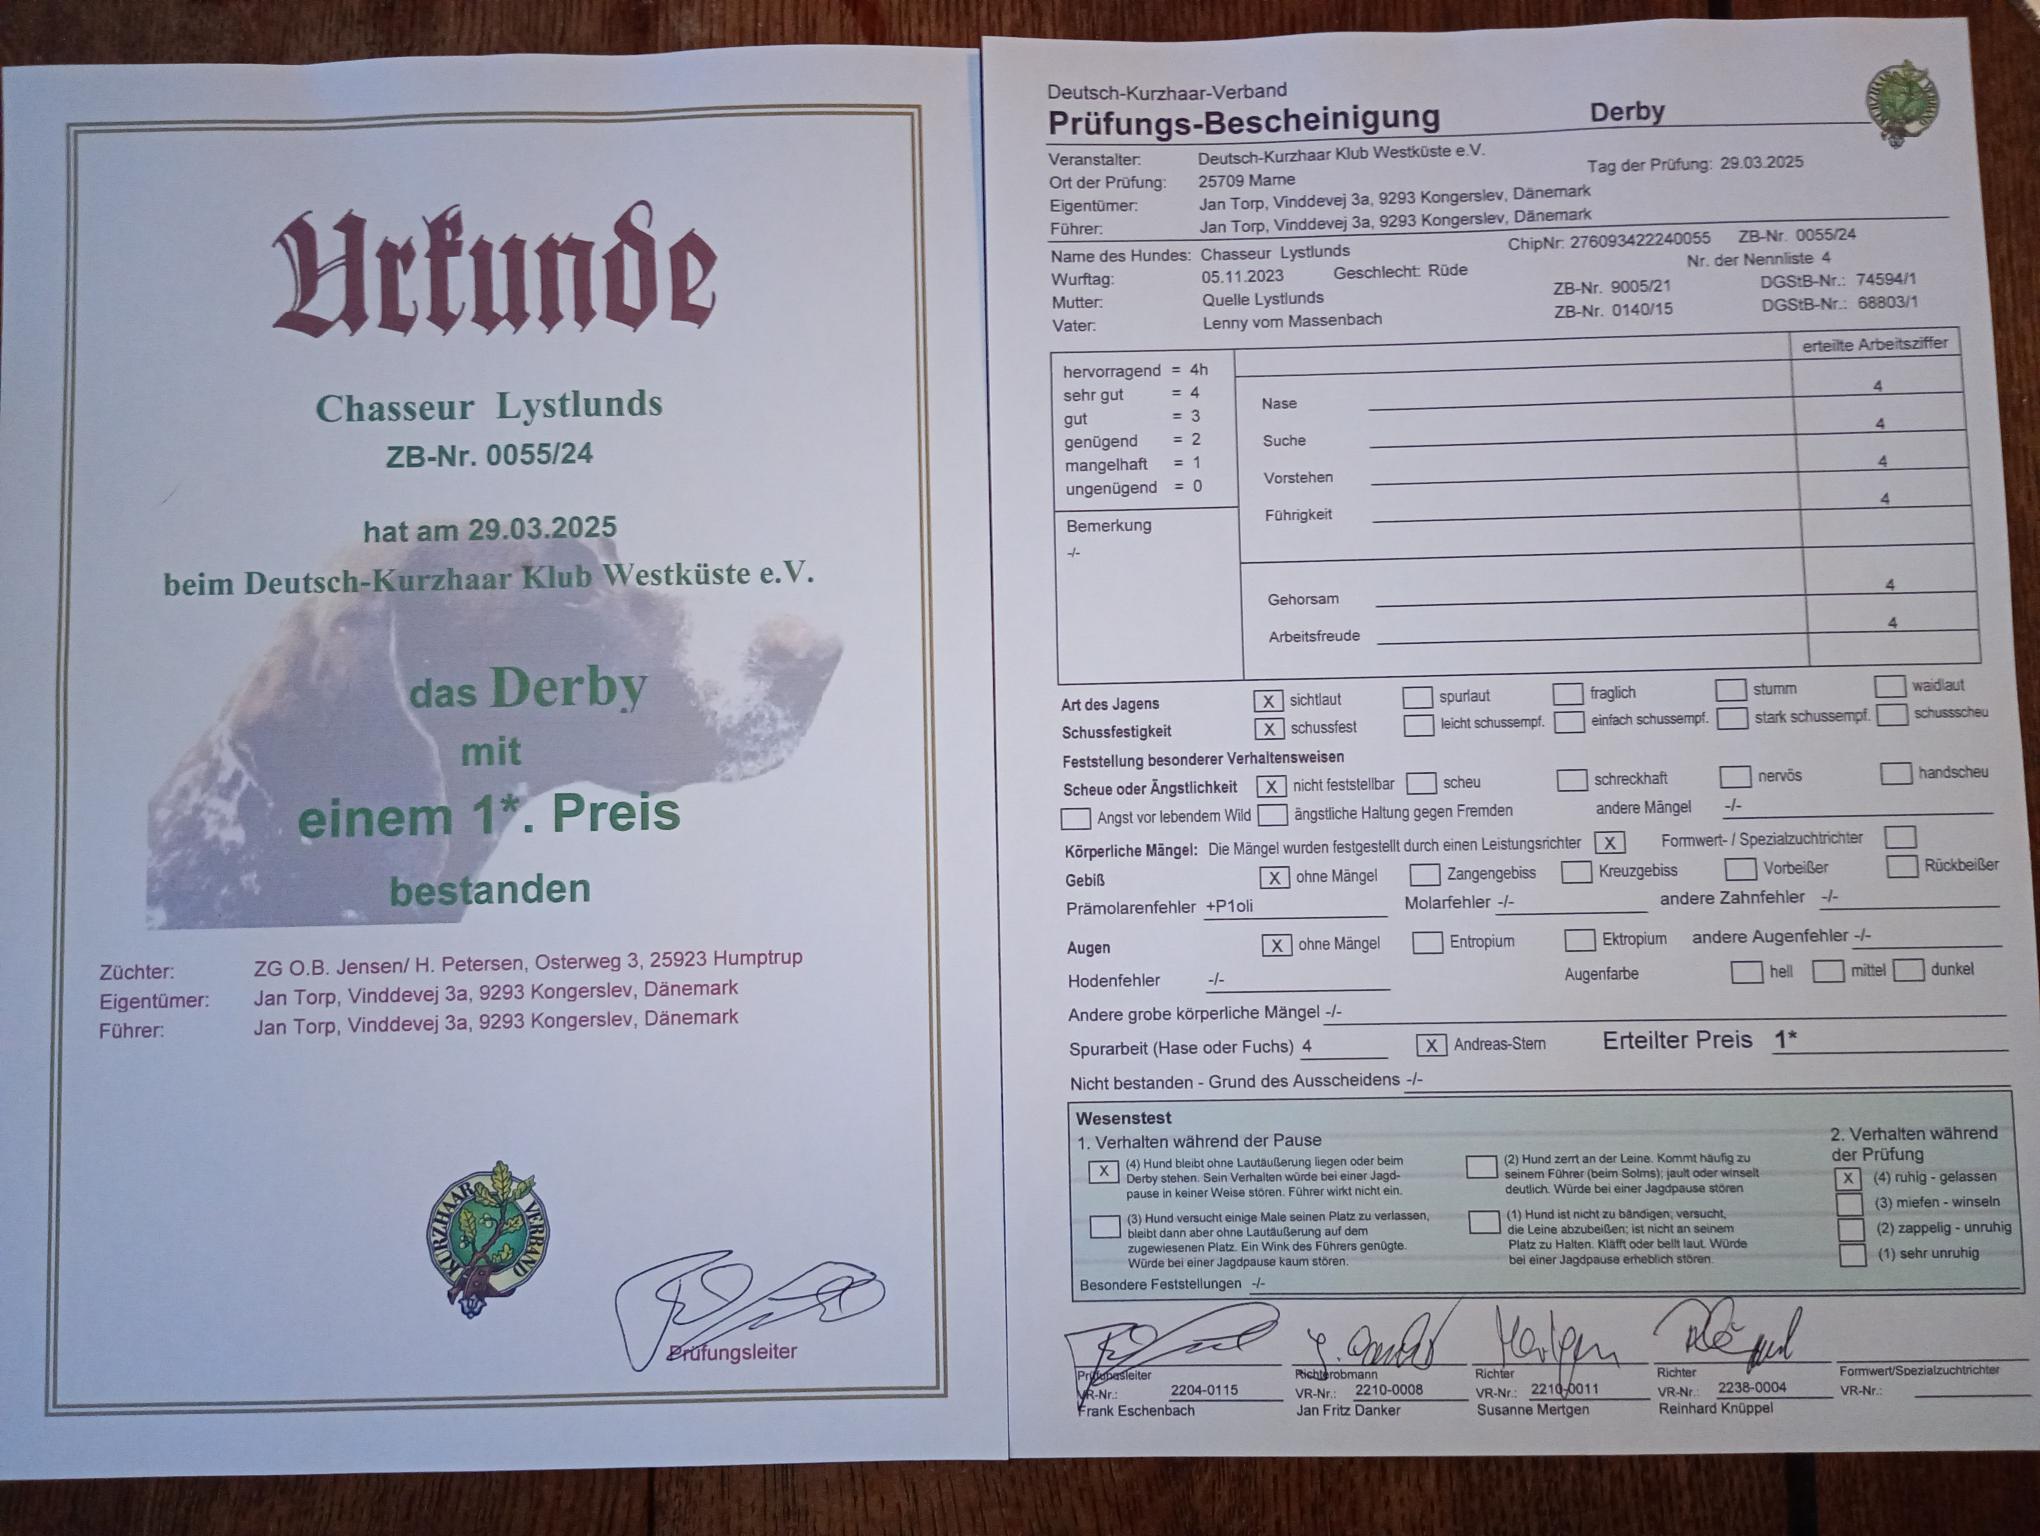 Urkunde
Chasseur Lystlunds
ZB-Nr. 0055/24
hat am 29.03.2025
beim Deutsch-Kurzhaar Klub Westküste e.V.
das Derby
mit
einem 1*. Preis
bestanden
Züchter: ZG O.B. Jensen/ H. Petersen, Osterweg 3, 25923 Humptrup
Eigentümer: Jan Torp, Vinddevej 3a, 9293 Kongerslev, Dänemark
Führer: Jan Torp, Vinddevej 3a, 9293 Kongerslev, Dänemark
KURZHAAR VERBAND
Prüfungsleiter
Deutsch-Kurzhaar-Verband
Prüfungs-Bescheinigung Derby
KURZHAAR VERBAND
Veranstalter: Deutsch-Kurzhaar Klub Westküste e.V. Tag der Prüfung: 29.03.2025
Ort der Prüfung: 25709 Marne
Eigentümer: Jan Torp, Vinddevej 3a, 9293 Kongerslev, Dänemark
Führer: Jan Torp, Vinddevej 3a, 9293 Kongerslev, Dänemark
Name des Hundes: Chasseur Lystlunds ChipNr: 276093422240055 ZB-Nr. 0055/24
Wurftag: 05.11.2023 Geschlecht: Rüde Nr. der Nennliste 4
Mutter: Quelle Lystlunds ZB-Nr. 9005/21 DGStB-Nr.: 74594/1
Vater: Lenny vom Massenbach ZB-Nr. 0140/15 DGStB-Nr.: 68803/1
erteilte Arbeitsziffer
hervorragend = 4h
sehr gut = 4
gut = 3
genügend = 2
mangelhaft = 1
ungenügend = 0
Bemerkung
-/-
Nase 4
Suche 4
Vorstehen 4
Führigkeit 4
Gehorsam 4
Arbeitsfreude 4
Art des Jagens X sichtlaut spurlaut fraglich stumm waidlaut
Schussfestigkeit X schussfest leicht schussempf. einfach schussempf. stark schussempf. schussscheu
Feststellung besonderer Verhaltensweisen
Scheue oder Ängstlichkeit X nicht feststellbar scheu schreckhaft nervös handscheu
Angst vor lebendem Wild ängstliche Haltung gegen Fremden andere Mängel -/-
Körperliche Mängel: Die Mängel wurden festgestellt durch einen Leistungsrichter X Formwert- / Spezialzuchtrichter
Gebiß X ohne Mängel Zangengebiss Kreuzgebiss Vorbeißer Rückbeißer
Prämolarenfehler +P1oli Molarfehler -/- andere Zahnfehler -/-
Augen X ohne Mängel Entropium Ektropium andere Augenfehler -/-
Hodenfehler -/- Augenfarbe hell mittel dunkel
Andere grobe körperliche Mängel -/-
Spurarbeit (Hase oder Fuchs) 4 X Andreas-Stern Erteilter Preis 1*
Nicht bestanden - Grund des Ausscheidens -/-
Wesenstest
1. Verhalten während der Pause
X (4) Hund bleibt ohne Lautäußerung liegen oder beim
Derby stehen. Sein Verhalten würde bei einer Jagd-
pause in keiner Weise stören. Führer wirkt nicht ein.
(3) Hund versucht einige Male seinen Platz zu verlassen,
bleibt dann aber ohne Lautäußerung auf dem
zugewiesenen Platz. Ein Wink des Führers genügte.
Würde bei einer Jagdpause kaum stören.
(2) Hund zerrt an der Leine. Kommt häufig zu
seinem Führer (beim Solms); jault oder winselt
deutlich. Würde bei einer Jagdpause stören
(1) Hund ist nicht zu bändigen; versucht,
die Leine abzubeißen; ist nicht an seinem
Platz zu Halten. Kläfft oder bellt laut. Würde
bei einer Jagdpause erheblich stören.
2. Verhalten während
der Prüfung
X (4) ruhig - gelassen
(3) miefen - winseln
(2) zappelig - unruhig
(1) sehr unruhig
Besondere Feststellungen -/-
Prüfungsleiter
VR-Nr.: 2204-0115
Frank Eschenbach
Richterobmann
VR-Nr.: 2210-0008
Jan Fritz Danker
Richter
VR-Nr.: 2210-0011
Susanne Mertgen
Richter
VR-Nr.: 2238-0004
Reinhard Knüppel
Formwert/Spezialzuchtrichter
VR-Nr.: